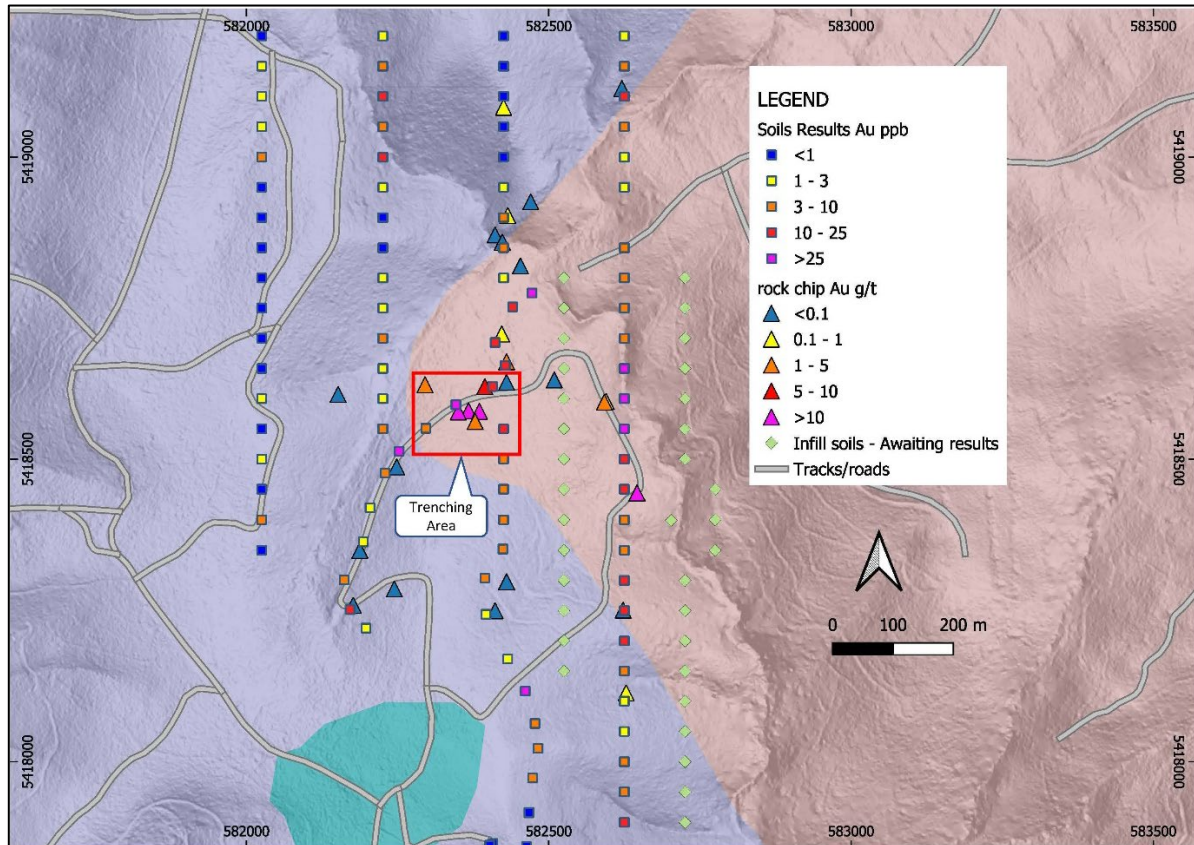 582000
582500
583000
583500
5419000
5419000
LEGEND
Soils Results Au ppb
<1
1 - 3
3 - 10
10 - 25
>25
rock chip Au g/t
<0.1
0.1 - 1
1 - 5
5 - 10
>10
Infill soils - Awaiting results
Tracks/roads
5418500
5418500
Trenching
Area
0 100 200 m
5418000
5418000
582000
582500
583000
583500